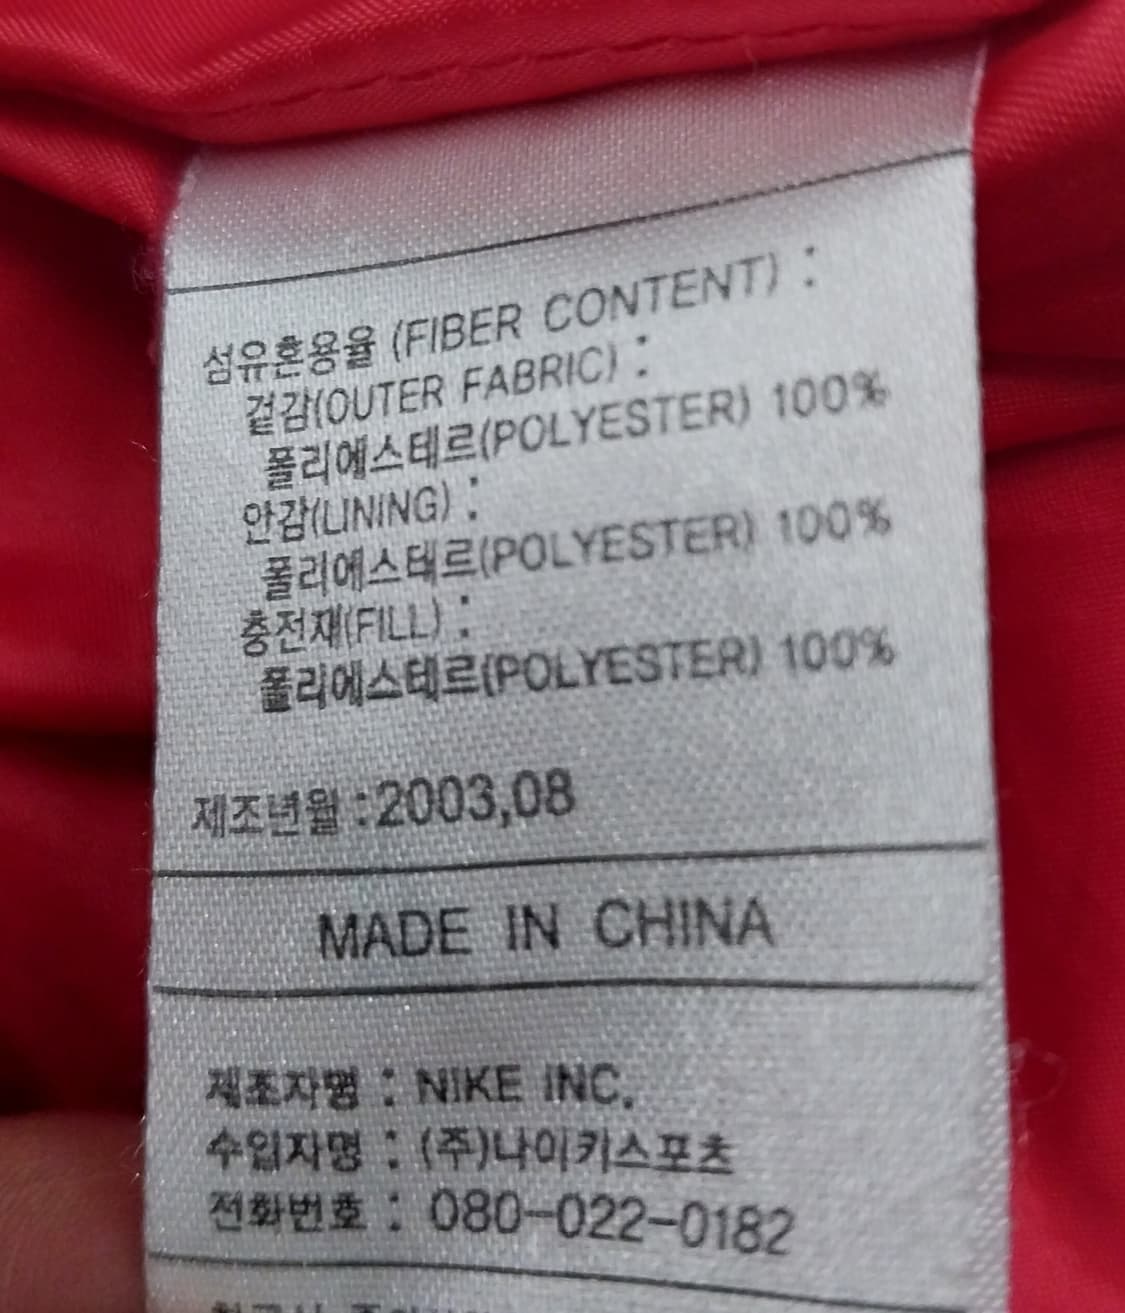 섬유혼용율 (FIBER CONTENT) :
겉감(OUTER FABRIC) :
폴리에스테르(POLYESTER) 100%
안감(LINING) :
폴리에스테르(POLYESTER) 100%
충전재(FILL) :
폴리에스테르(POLYESTER) 100%
제조년월 :2003,08
MADE IN CHINA
제조자명 : NIKE INC.
수입자명 : (주)나이키스포츠
전화번호 : 080-022-0182